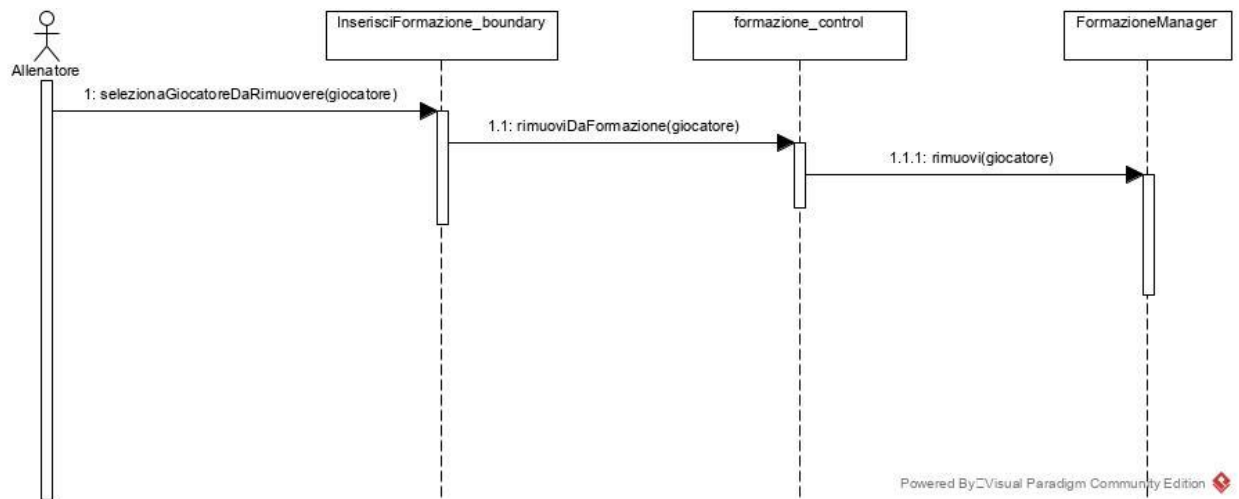 InserisciFormazione_boundary
formazione_control
FormazioneManager
Allenatore
1: selezionaGiocatoreDaRimuovere(giocatore)
1.1: rimuoviDaFormazione(giocatore)
1.1.1: rimuovi(giocatore)
Powered By Visual Paradigm Community Edition